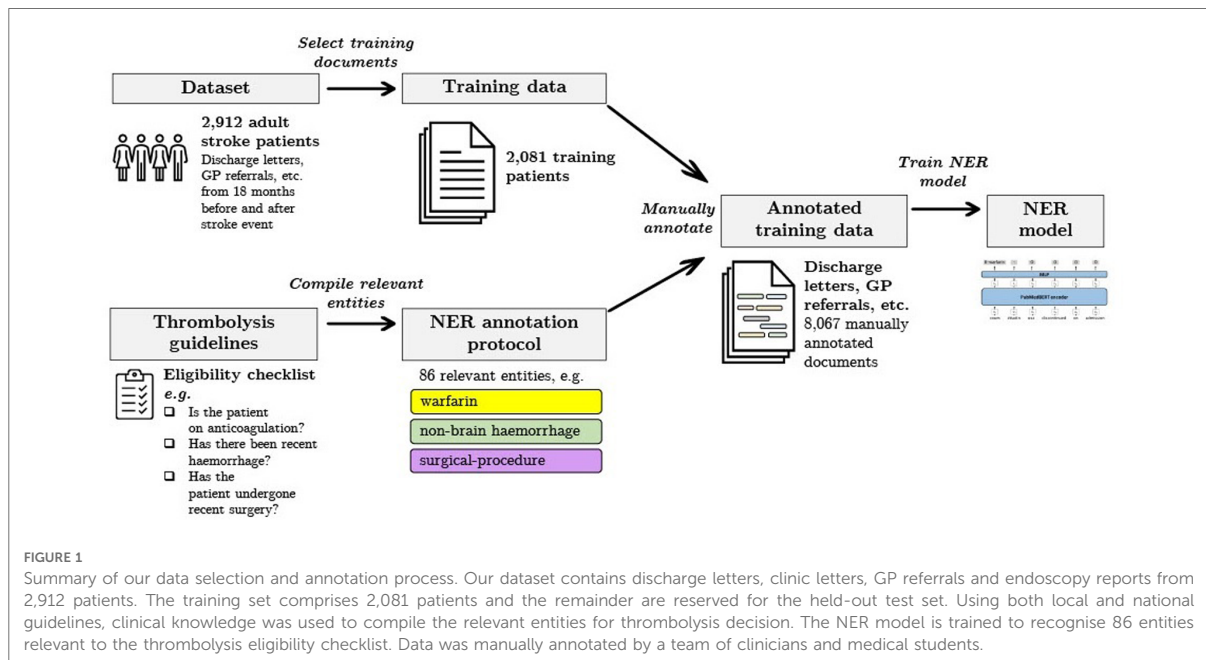 Select training
documents
Dataset
Training data
2,912 adult
stroke patients
Discharge letters,
GP referrals, etc.
from 18 months
before and after
stroke event
2,081 training
patients
Manually
annotate
Annotated
training data
Train NER
model
NER
model
Discharge
letters, GP
referrals, etc.
8,067 manually
annotated
documents
PubMedBERT encoder
Compile relevant
entities
Thrombolysis
guidelines
NER annotation
protocol
Eligibility checklist
e.g.
Is the patient
on anticoagulation?
Has there been recent
haemorrhage?
Has the
patient undergone
recent surgery?
86 relevant entities, e.g.
warfarin
non-brain haemorrhage
surgical-procedure
FIGURE 1
Summary of our data selection and annotation process. Our dataset contains discharge letters, clinic letters, GP referrals and endoscopy reports from
2,912 patients. The training set comprises 2,081 patients and the remainder are reserved for the held-out test set. Using both local and national
guidelines, clinical knowledge was used to compile the relevant entities for thrombolysis decision. The NER model is trained to recognise 86 entities
relevant to the thrombolysis eligibility checklist. Data was manually annotated by a team of clinicians and medical students.